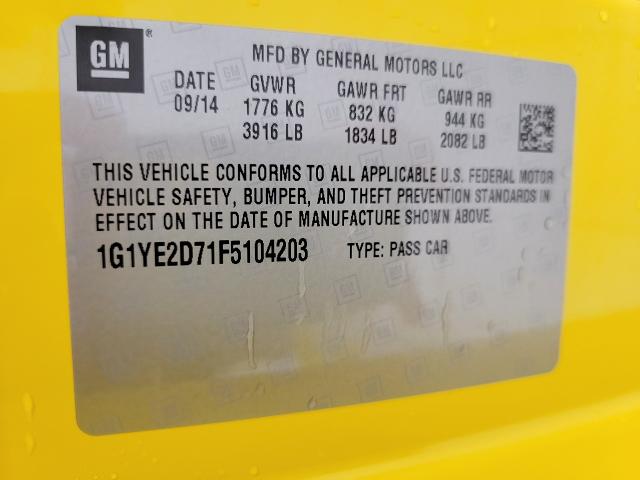 GM
MFD BY GENERAL MOTORS LLC
DATE GVWR GAWR FRT GAWR RR
09/14 1776 KG 832 KG 944 KG
3916 LB 1834 LB 2082 LB
THIS VEHICLE CONFORMS TO ALL APPLICABLE U.S. FEDERAL MOTOR
VEHICLE SAFETY, BUMPER, AND THEFT PREVENTION STANDARDS IN
EFFECT ON THE DATE OF MANUFACTURE SHOWN ABOVE.
1G1YE2D71F5104203 TYPE: PASS CAR